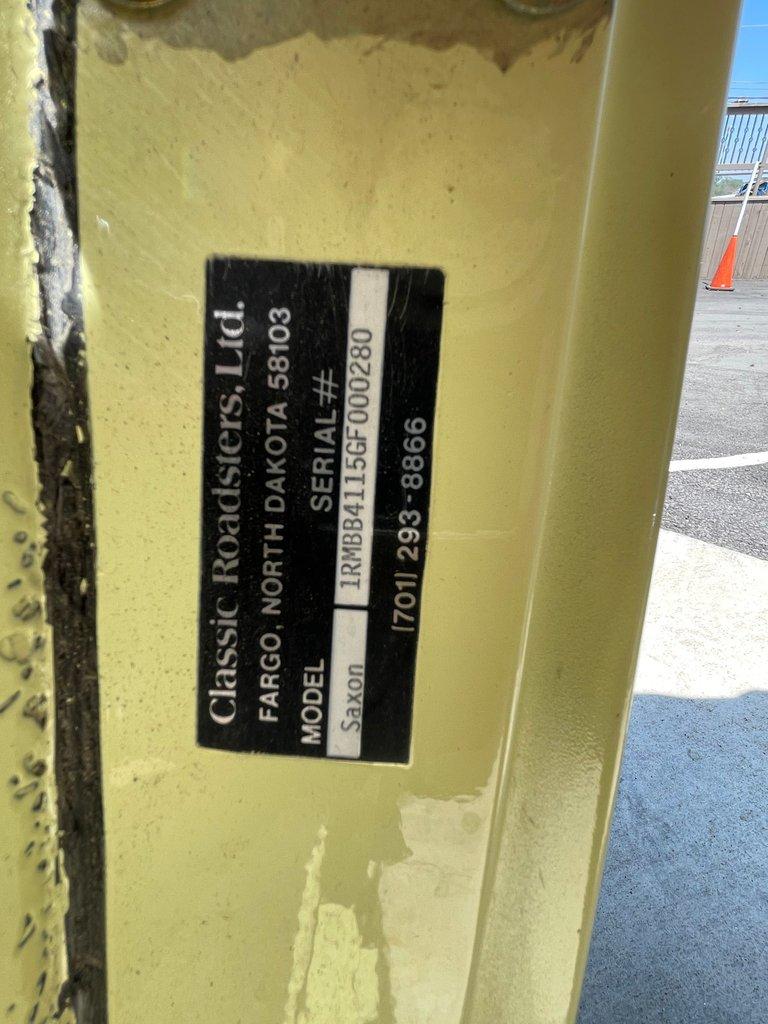 Classic Roadsters, Ltd.
FARGO, NORTH DAKOTA 58103
MODEL SERIAL#
Saxon 1RMBB4115GF000280
(701) 293-8866